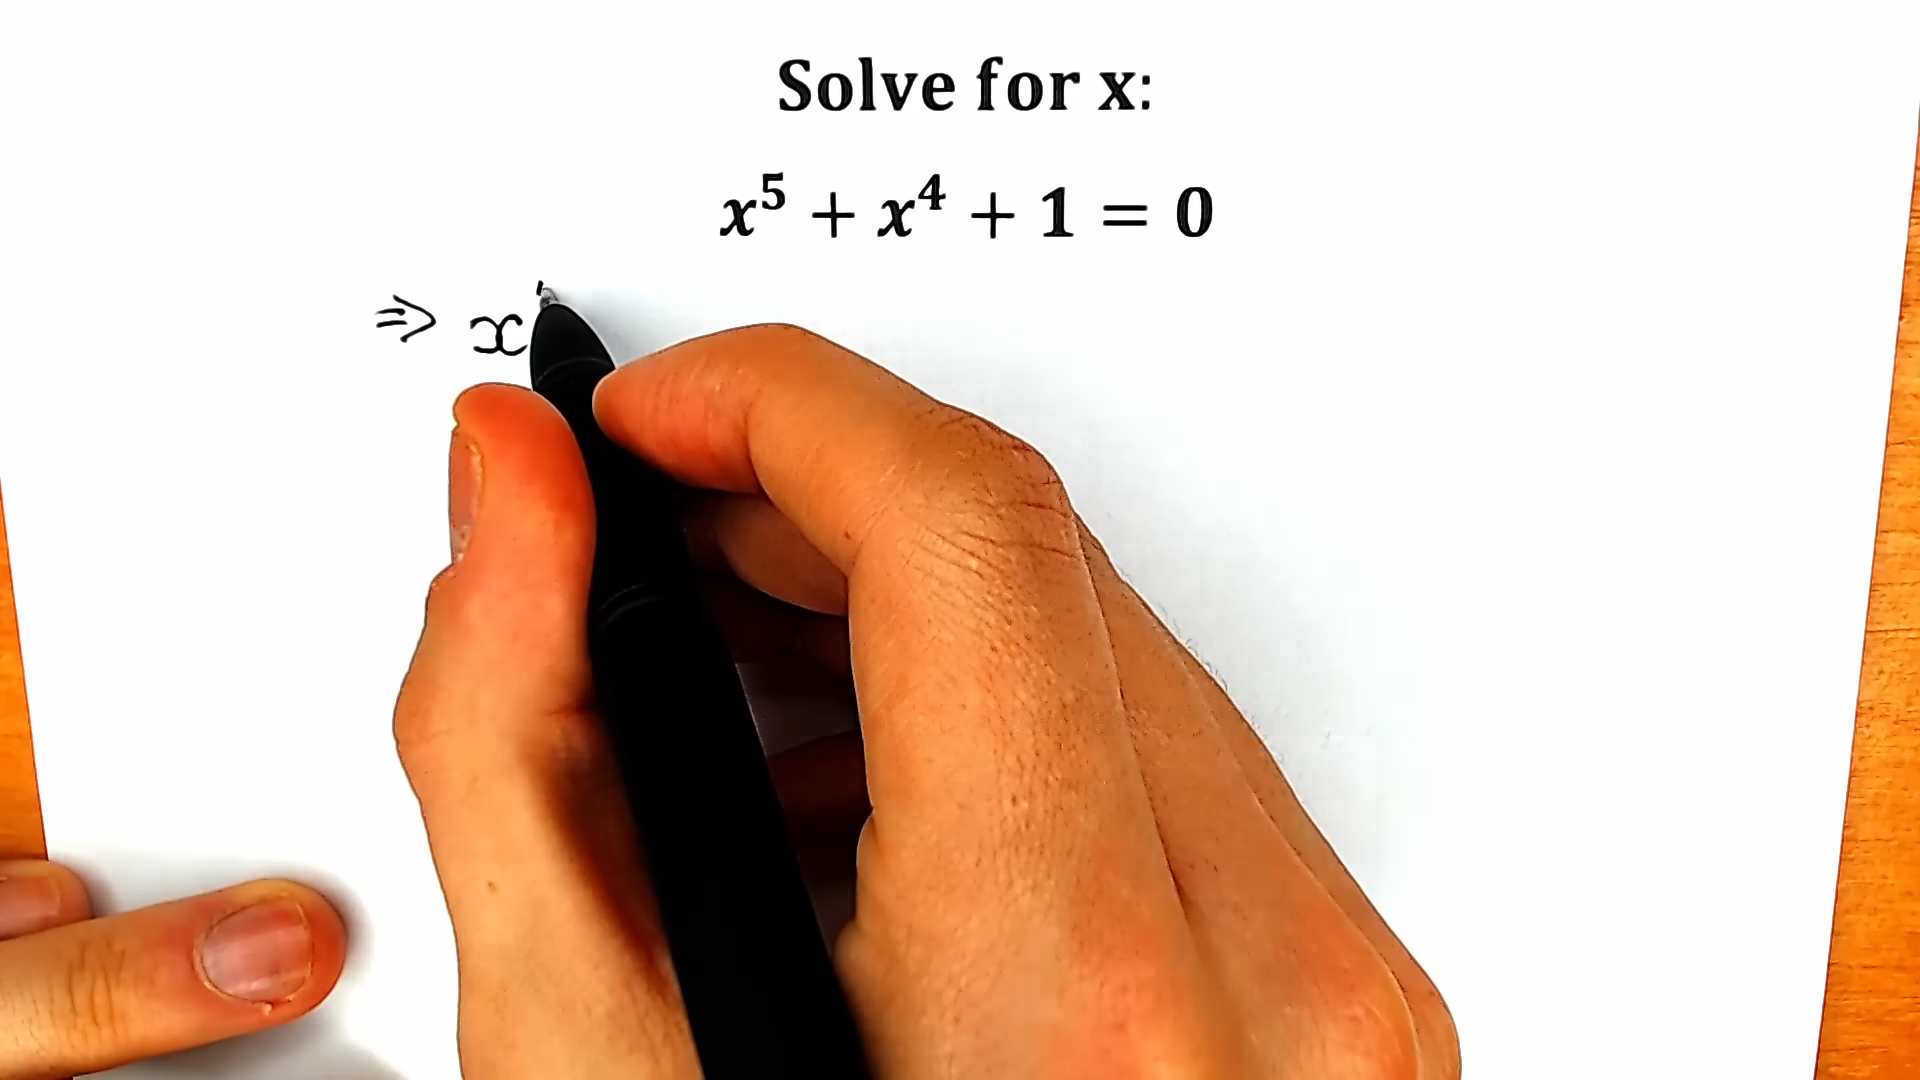 Solve for x:
x⁵ + x⁴ + 1 = 0
⇒ x